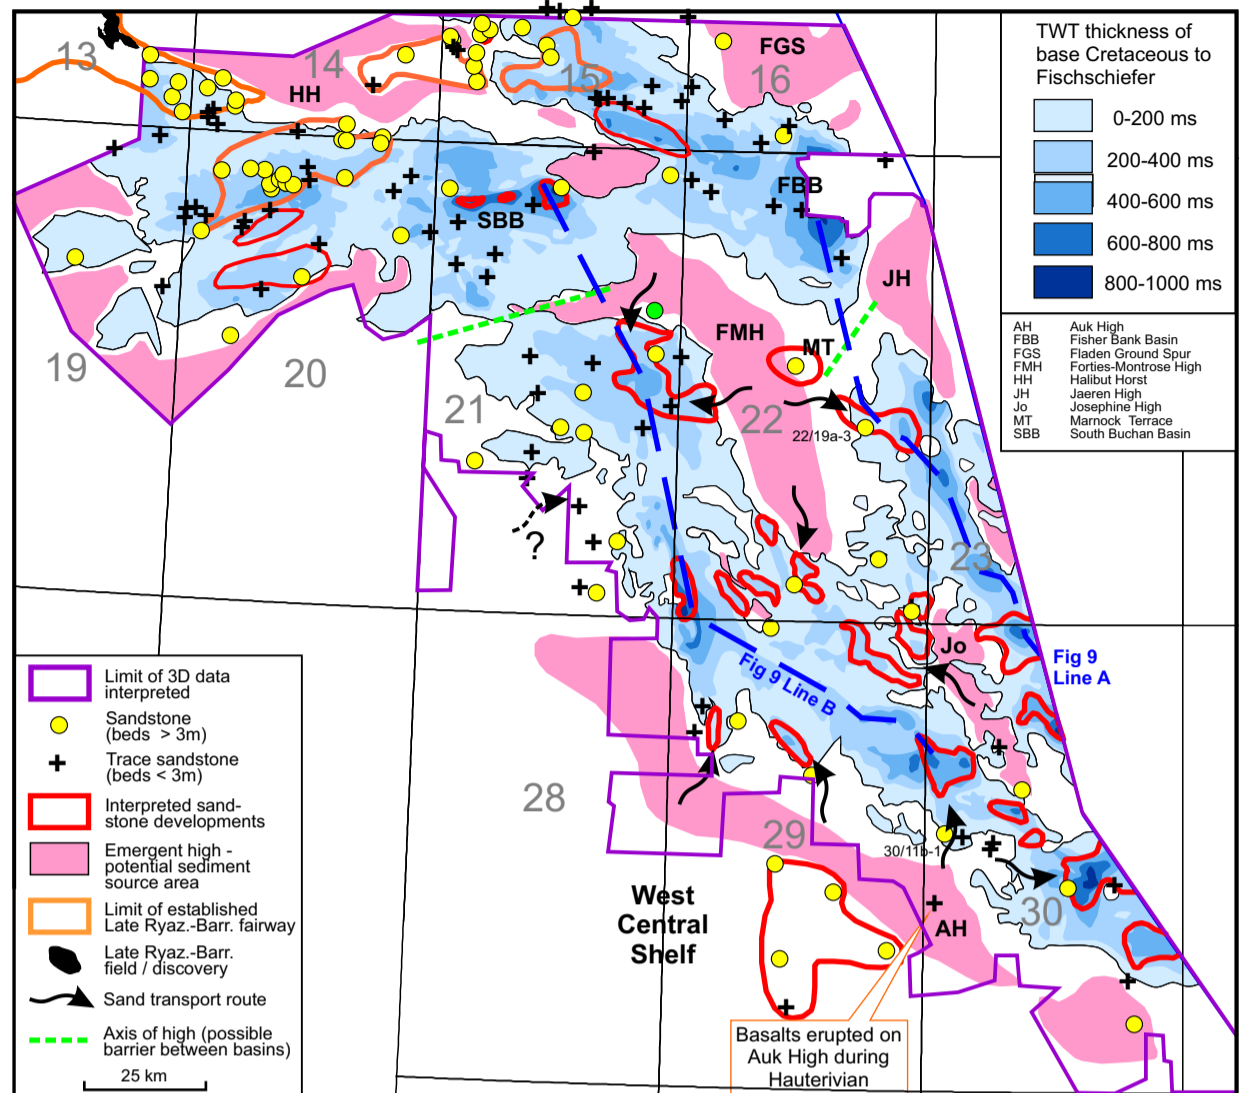 13
14
HH
15
FGS
16
TWT thickness of
base Cretaceous to
Fischschiefer
0-200 ms
200-400 ms
400-600 ms
600-800 ms
800-1000 ms
AH Auk High
FBB Fisher Bank Basin
FGS Fladen Ground Spur
FMH Forties-Montrose High
HH Halibut Horst
JH Jaeren High
Jo Josephine High
MT Marnock Terrace
SBB South Buchan Basin
FBB
SBB
JH
FMH
MT
19
20
21
22
22/19a-3
?
23
Jo
Fig 9
Line A
Fig 9 Line B
28
29
30/11b-1
30
AH
West
Central
Shelf
Basalts erupted on
Auk High during
Hauterivian
Limit of 3D data
interpreted
Sandstone
(beds > 3m)
Trace sandstone
(beds < 3m)
Interpreted sand-
stone developments
Emergent high -
potential sediment
source area
Limit of established
Late Ryaz.-Barr. fairway
Late Ryaz.-Barr.
field / discovery
Sand transport route
Axis of high (possible
barrier between basins)
25 km